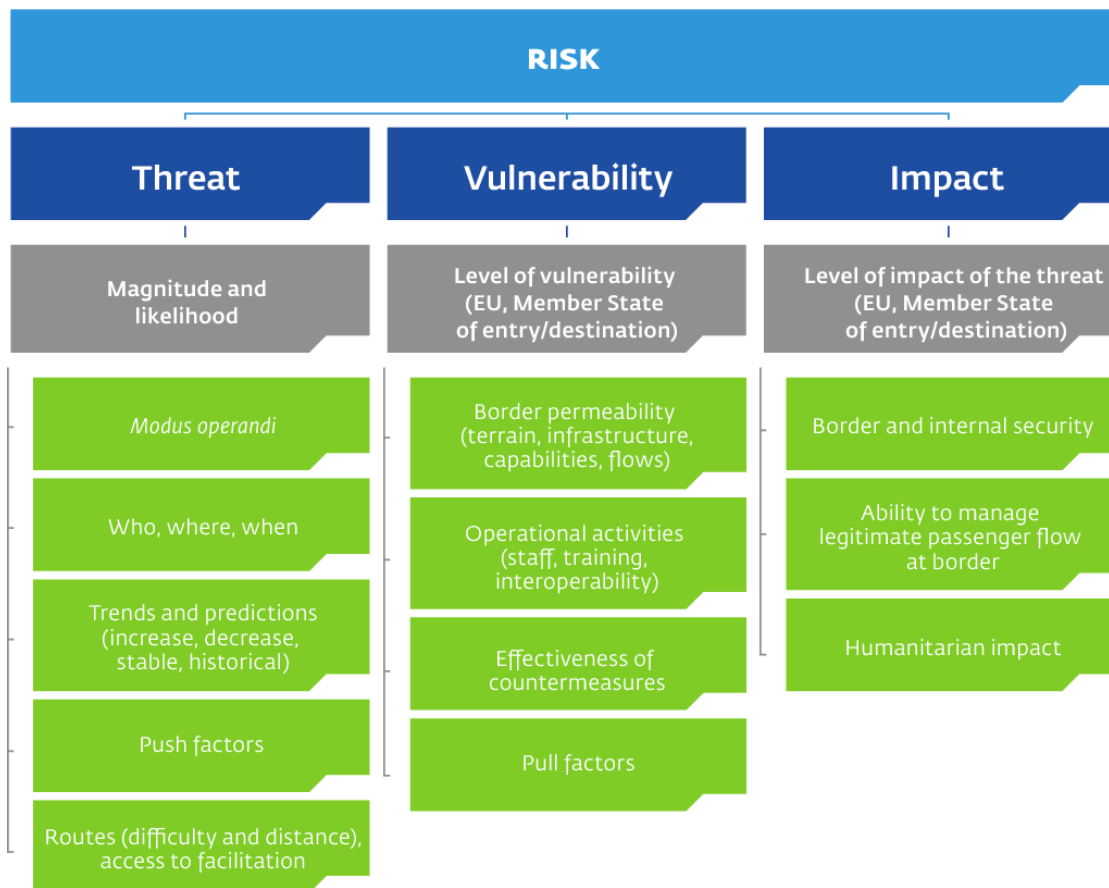 RISK
Threat
Vulnerability
Impact
Magnitude and
likelihood
Level of vulnerability
(EU, Member State
of entry/destination)
Level of impact of the threat
(EU, Member State
of entry/destination)
Modus operandi
Who, where, when
Trends and predictions
(increase, decrease,
stable, historical)
Push factors
Routes (difficulty and distance),
access to facilitation
Border permeability
(terrain, infrastructure,
capabilities, flows)
Operational activities
(staff, training,
interoperability)
Effectiveness of
countermeasures
Pull factors
Border and internal security
Ability to manage
legitimate passenger flow
at border
Humanitarian impact